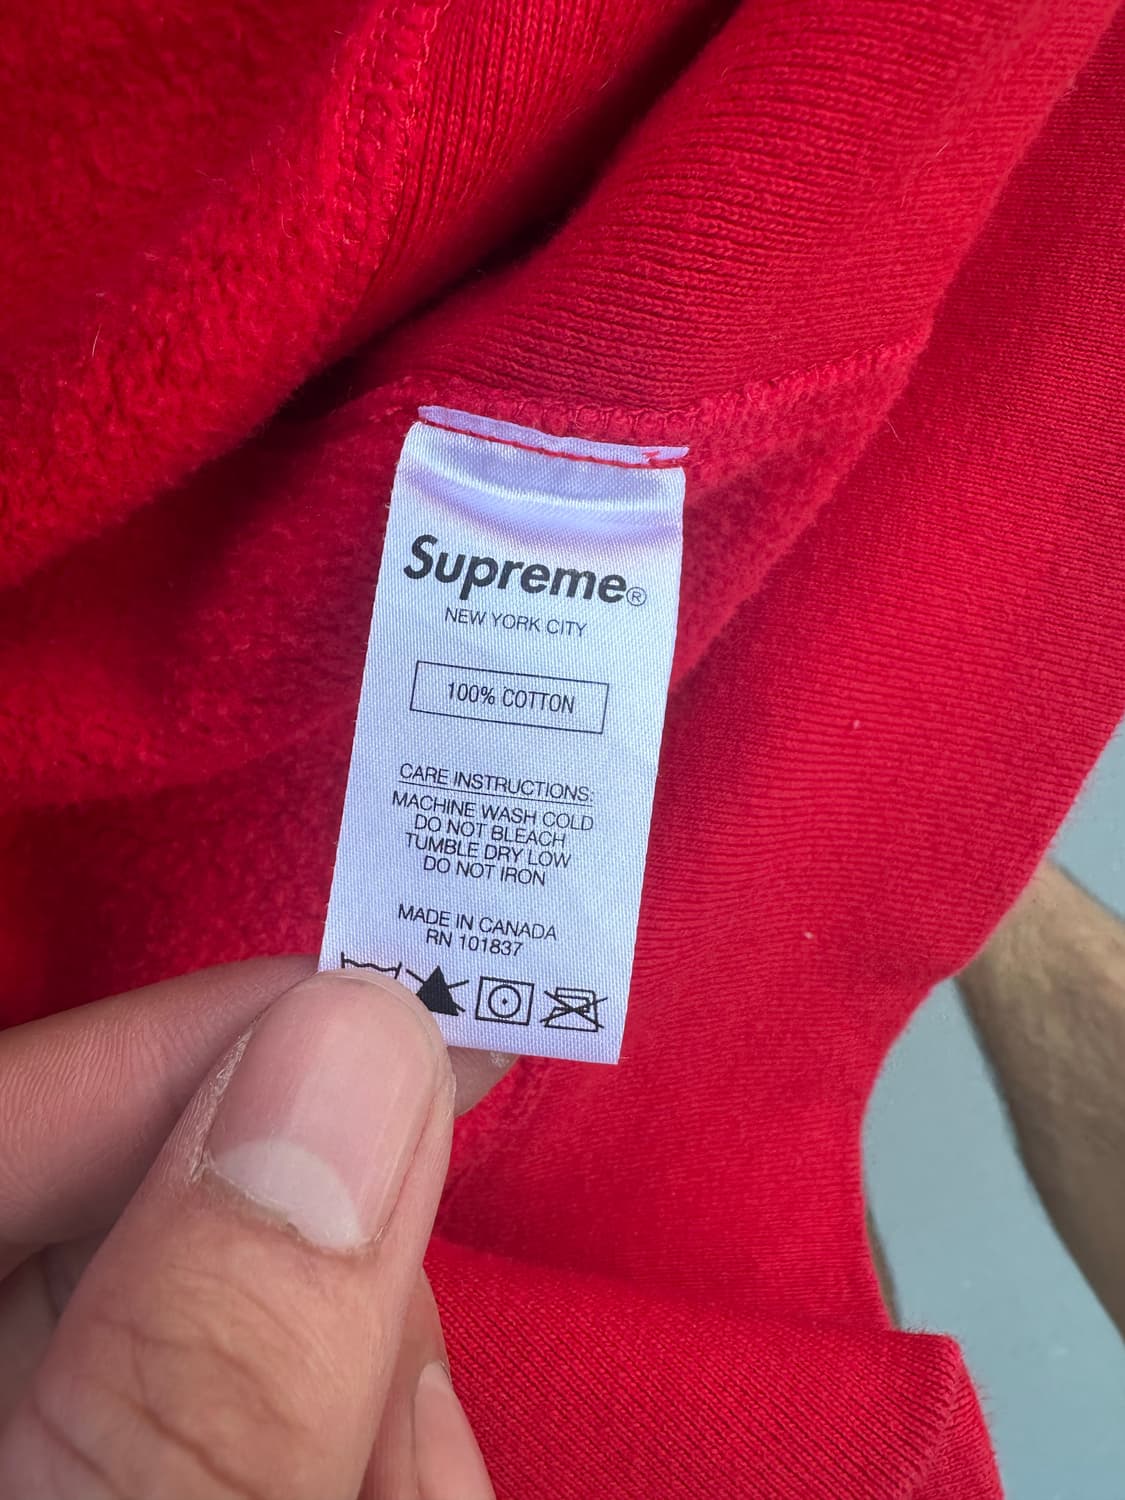 Supreme®
NEW YORK CITY
100% COTTON
CARE INSTRUCTIONS:
MACHINE WASH COLD
DO NOT BLEACH
TUMBLE DRY LOW
DO NOT IRON
MADE IN CANADA
RN 101837